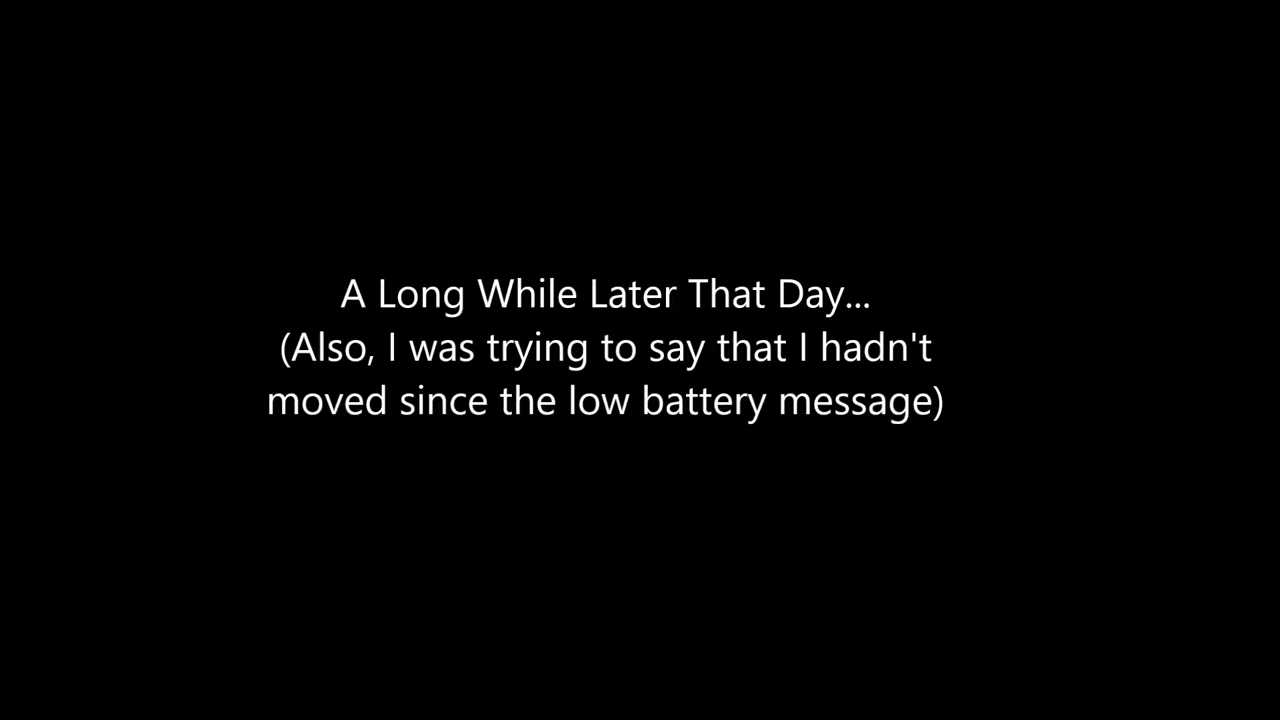 A Long While Later That Day...
(Also, I was trying to say that I hadn't
moved since the low battery message)